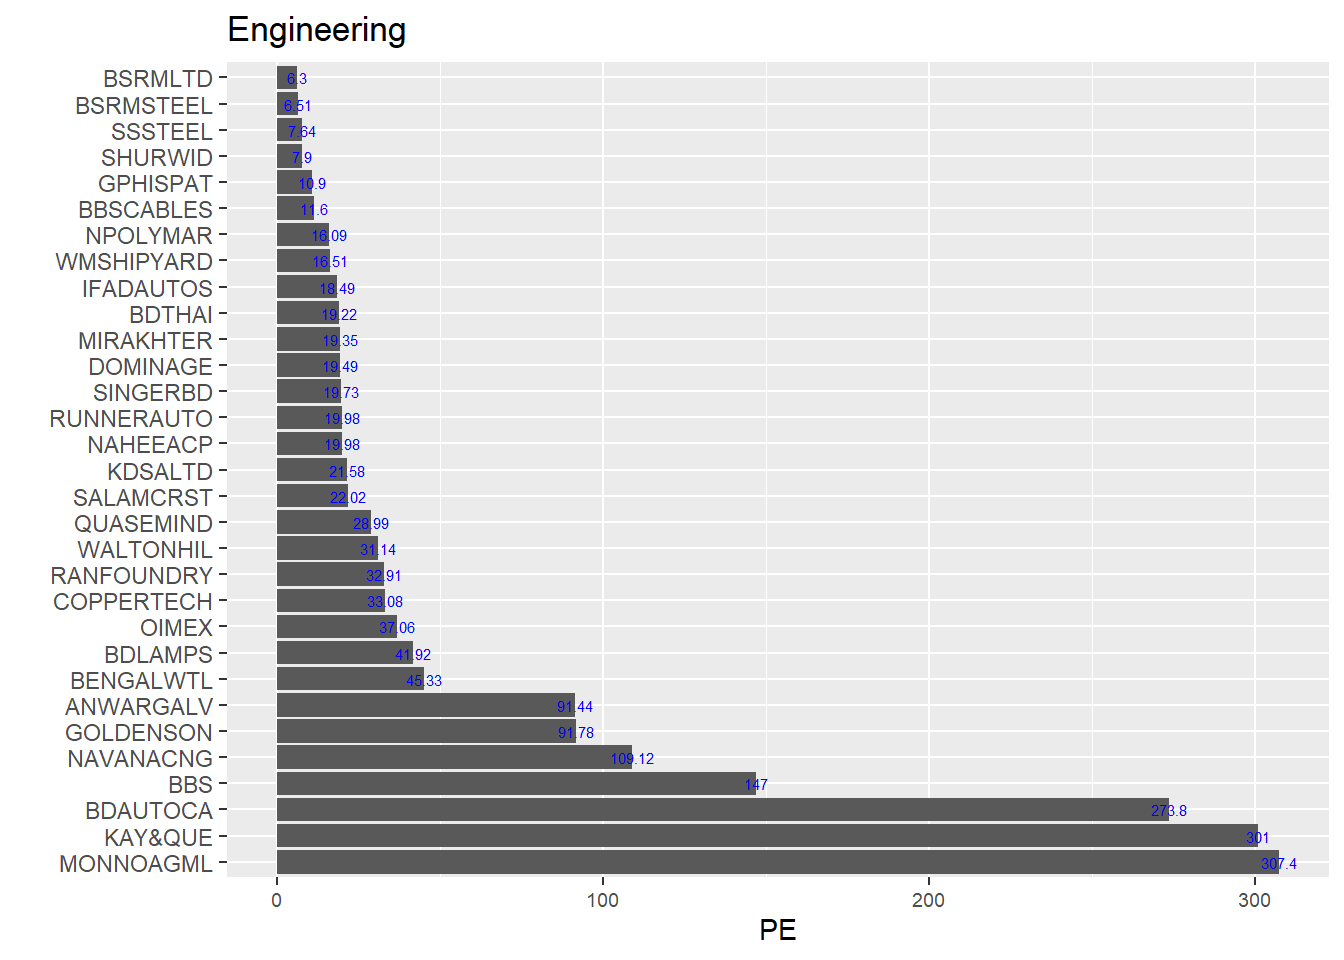 Engineering
BSRMLTD 6.3
BSRMSTEEL 6.51
SSSTEEL 7.64
SHURWID 7.9
GPHISPAT 10.9
BBSCABLES 11.6
NPOLYMAR 16.09
WMSHIPYARD 16.51
IFADAUTOS 18.49
BDTHAI 19.22
MIRAKHTER 19.35
DOMINAGE 19.49
SINGERBD 19.73
RUNNERAUTO 19.98
NAHEEACP 19.98
KDSALTD 21.58
SALAMCRST 22.02
QUASEMIND 28.99
WALTONHIL 31.14
RANFOUNDRY 32.91
COPPERTECH 33.08
OIMEX 37.06
BDLAMPS 41.92
BENGALWTL 45.33
ANWARGALV 91.44
GOLDENSON 91.78
NAVANACNG 109.12
BBS 147
BDAUTOCA 273.8
KAY&QUE 301
MONNOAGML 307.4
0 100 200 300
PE